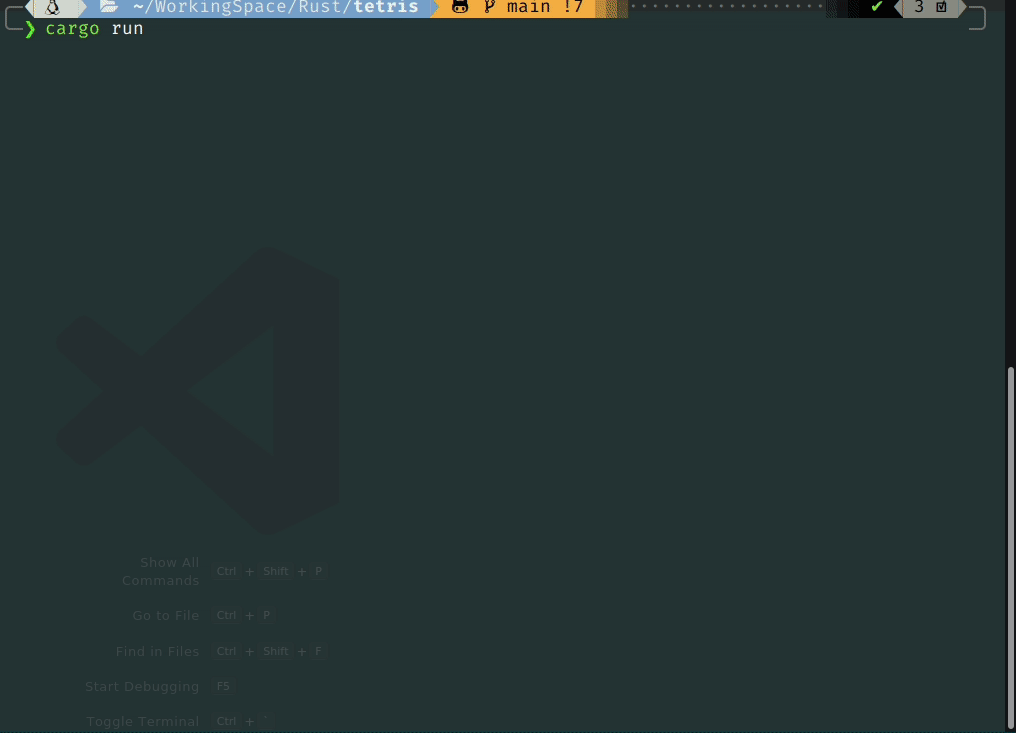 ~/WorkingSpace/Rust/tetris main !7 ✔ 3
❯ cargo run
Show All
Commands Ctrl + Shift + P
Go to File Ctrl + P
Find in Files Ctrl + Shift + F
Start Debugging F5
Toggle Terminal Ctrl + `